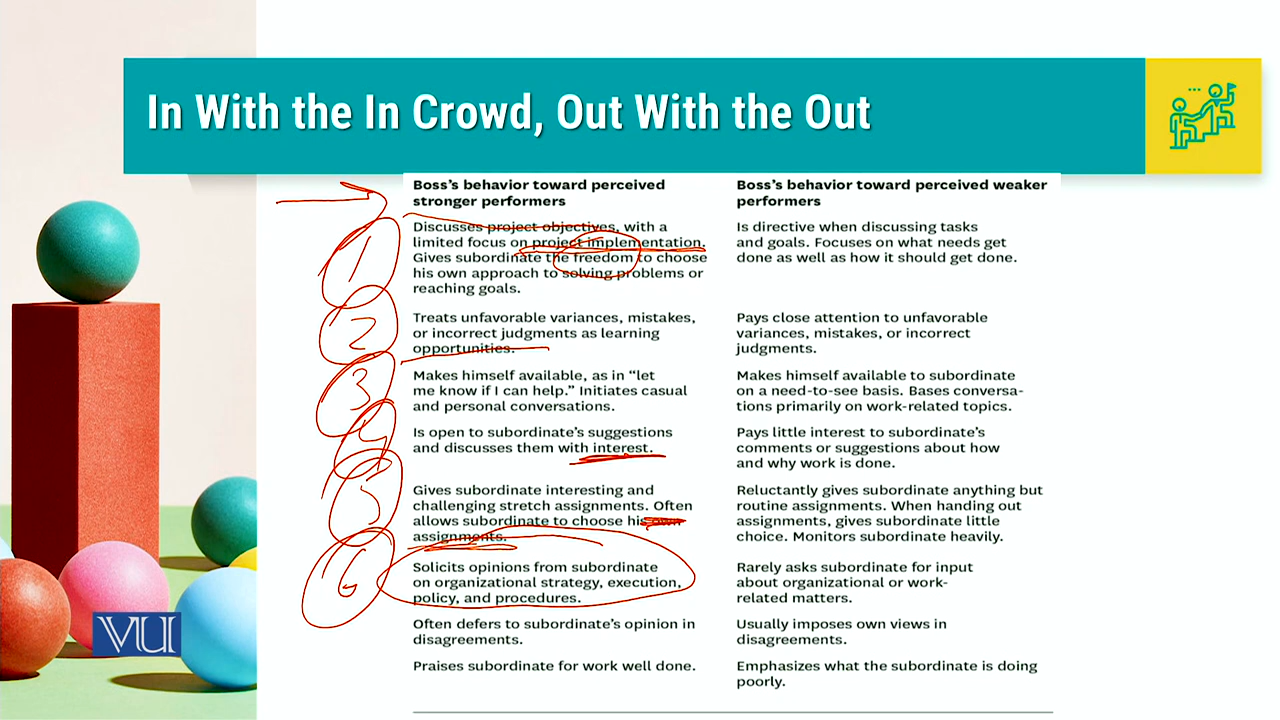 In With the In Crowd, Out With the Out
Boss's behavior toward perceived
stronger performers
Boss's behavior toward perceived weaker
performers
1
Discusses project objectives, with a
limited focus on project implementation.
Gives subordinate the freedom to choose
his own approach to solving problems or
reaching goals.
Is directive when discussing tasks
and goals. Focuses on what needs get
done as well as how it should get done.
2
Treats unfavorable variances, mistakes,
or incorrect judgments as learning
opportunities.
Pays close attention to unfavorable
variances, mistakes, or incorrect
judgments.
3
Makes himself available, as in “let
me know if I can help.” Initiates casual
and personal conversations.
Makes himself available to subordinate
on a need-to-see basis. Bases conversa-
tions primarily on work-related topics.
4
Is open to subordinate's suggestions
and discusses them with interest.
Pays little interest to subordinate's
comments or suggestions about how
and why work is done.
5
Gives subordinate interesting and
challenging stretch assignments. Often
allows subordinate to choose his own
assignments.
Reluctantly gives subordinate anything but
routine assignments. When handing out
assignments, gives subordinate little
choice. Monitors subordinate heavily.
6
Solicits opinions from subordinate
on organizational strategy, execution,
policy, and procedures.
Rarely asks subordinate for input
about organizational or work-
related matters.
Often defers to subordinate's opinion in
disagreements.
Usually imposes own views in
disagreements.
Praises subordinate for work well done.
Emphasizes what the subordinate is doing
poorly.
VU